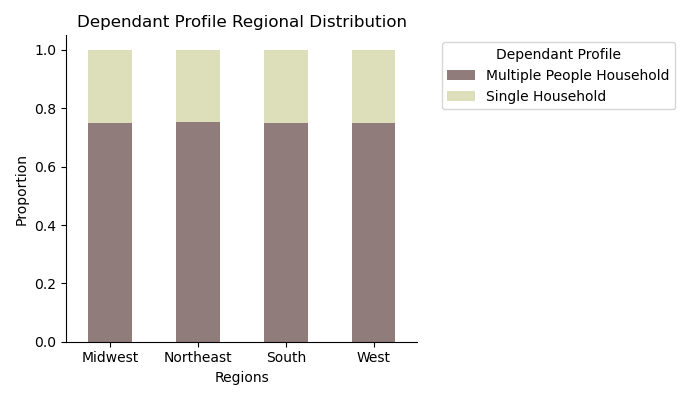 Dependant Profile Regional Distribution
Dependant Profile
Multiple People Household
Single Household
Proportion
1.0
0.8
0.6
0.4
0.2
0.0
Midwest Northeast South West
Regions